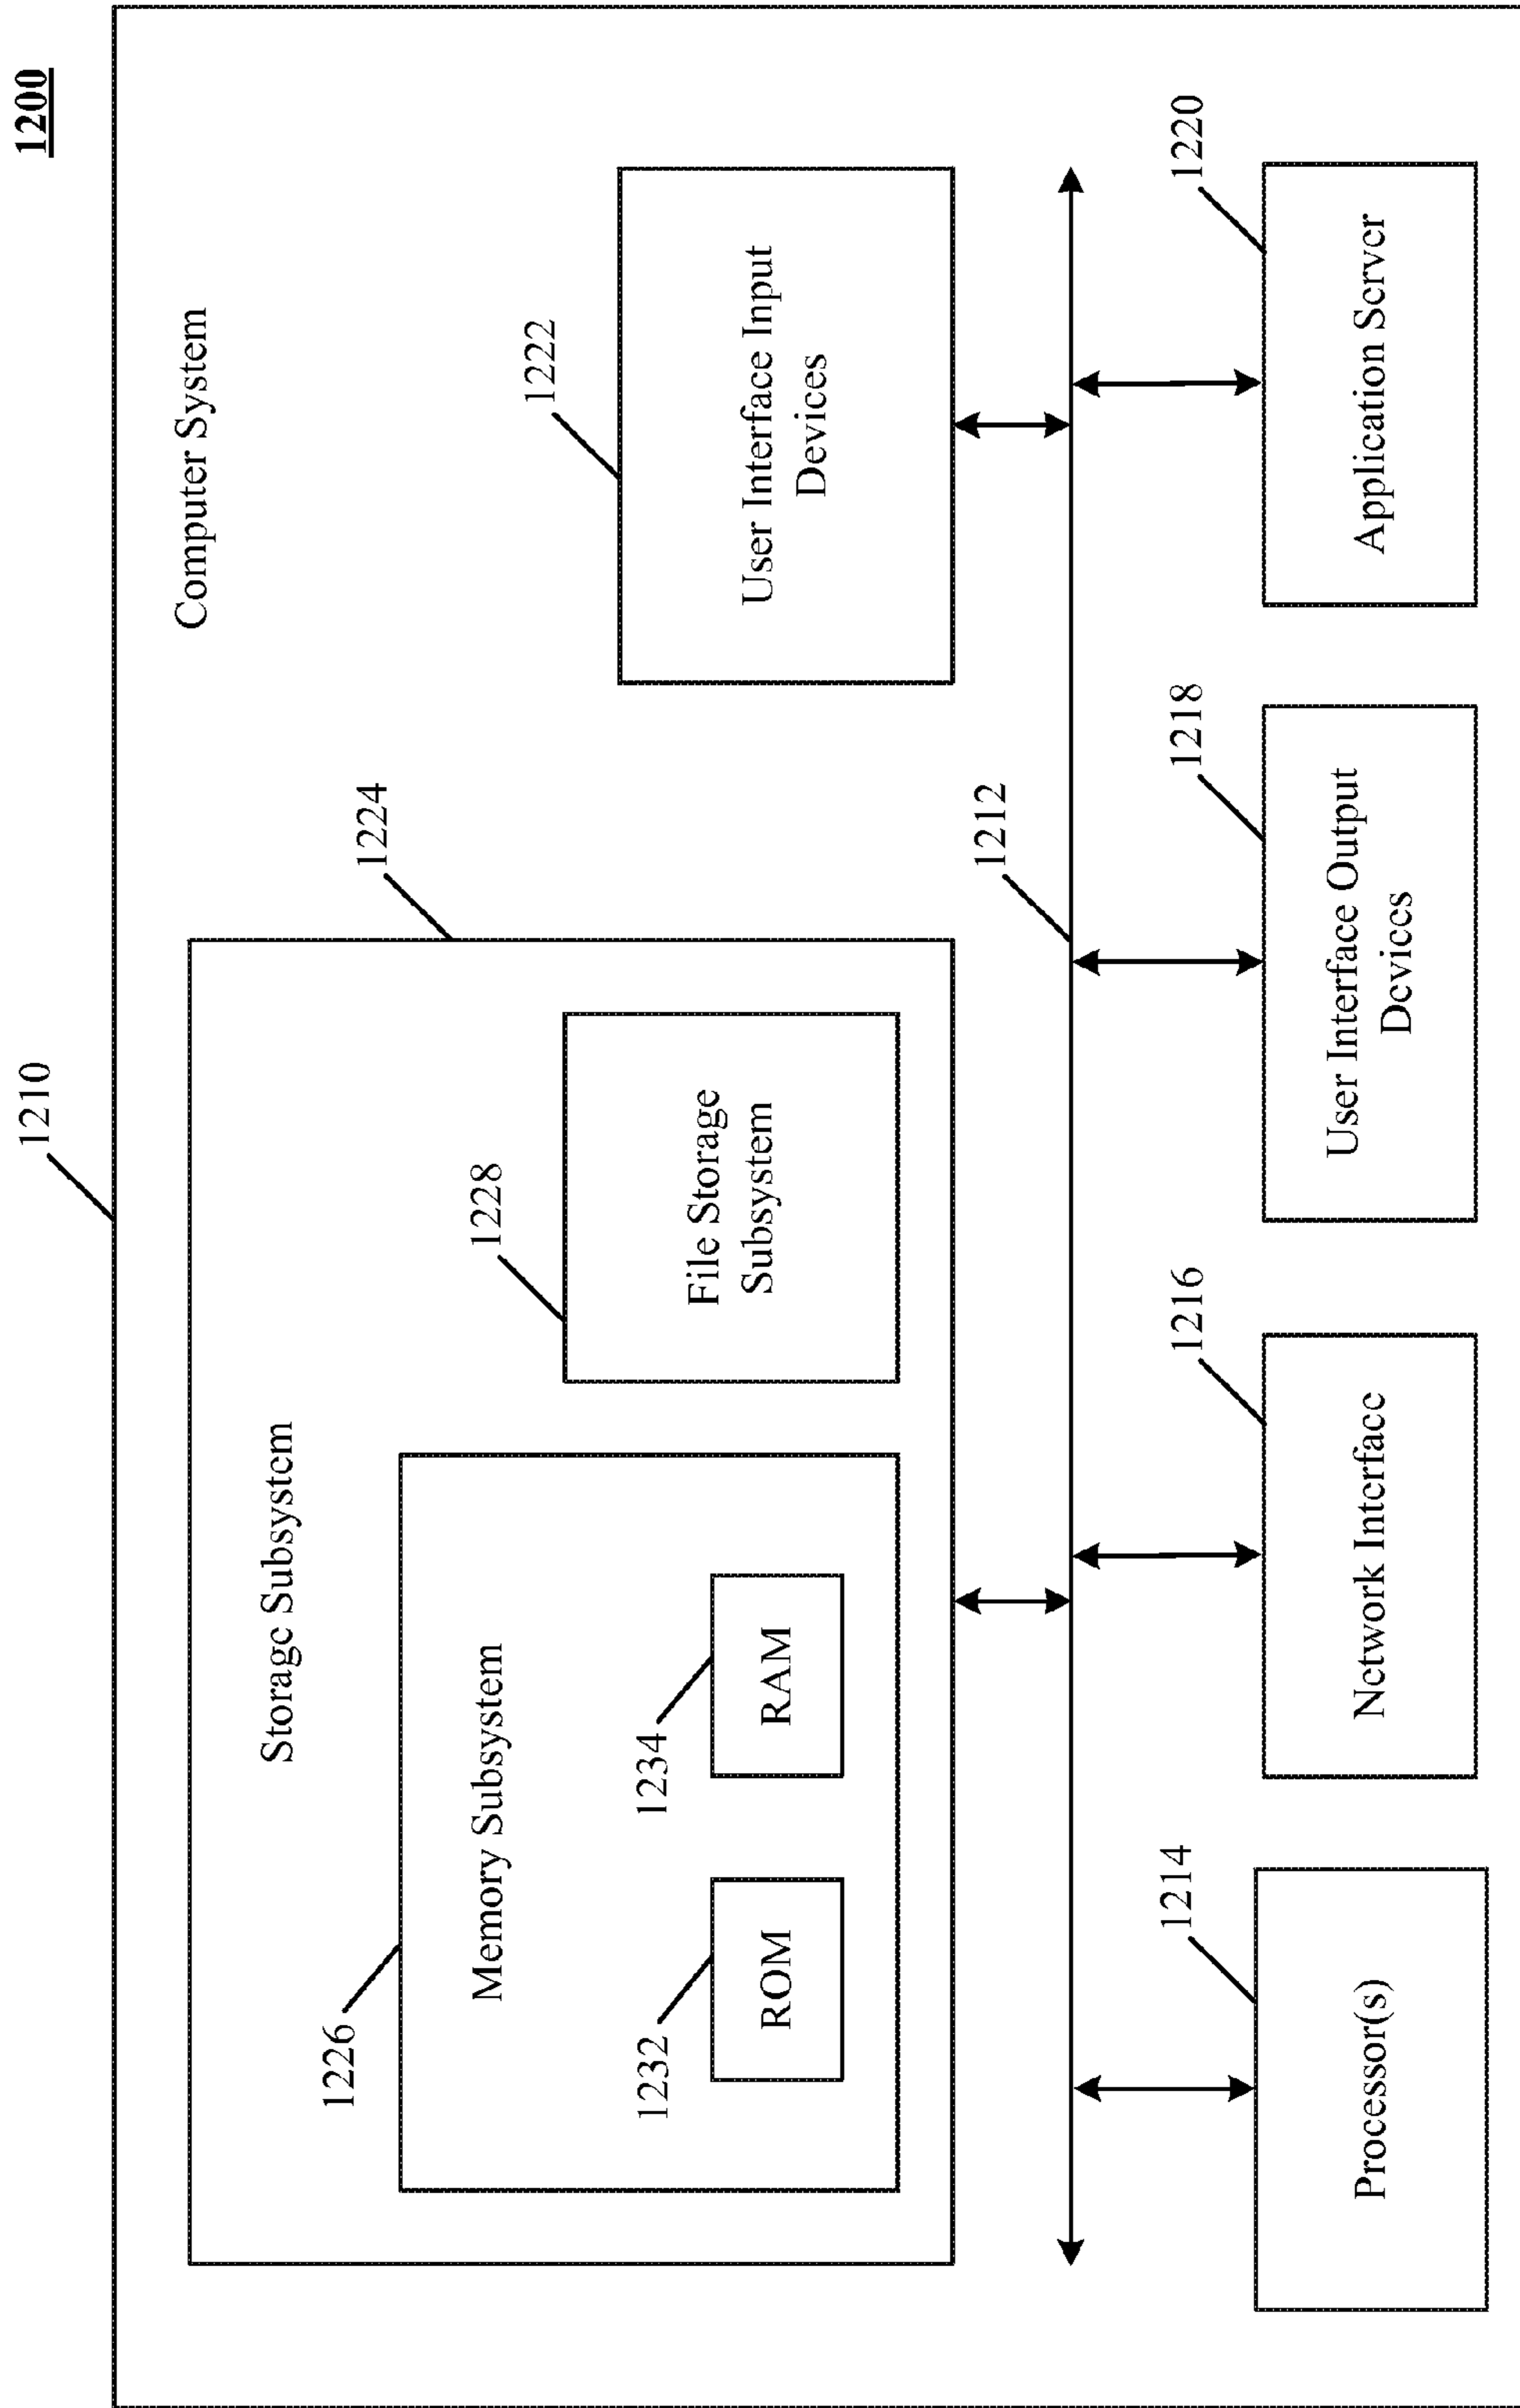 1200
1210
Computer System
Storage Subsystem
1224
1226
Memory Subsystem
1228
1222
User Interface Input
Devices
File Storage
Subsystem
1232
1234
ROM
RAM
1212
1214
1216
1218
1220
Processor(s)
Network Interface
User Interface Output
Devices
Application Server